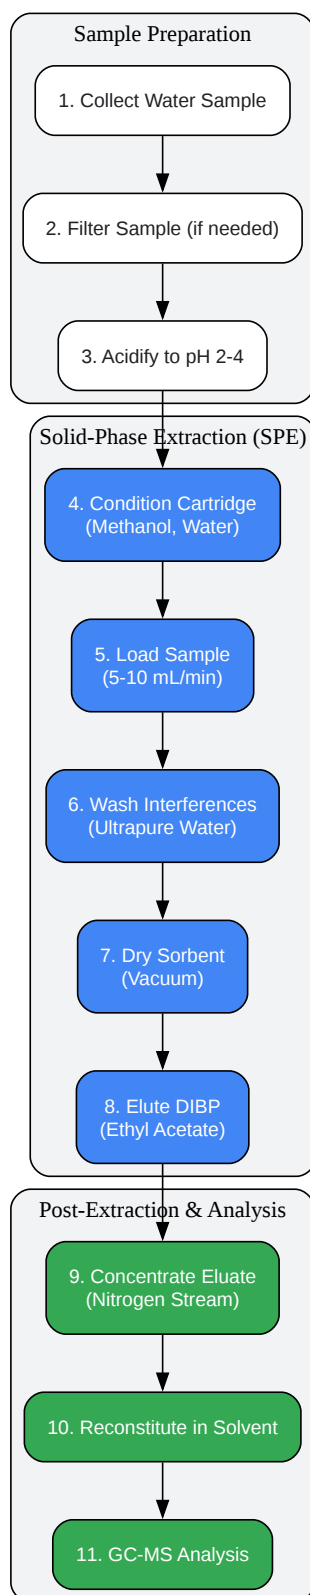 Sample Preparation
1. Collect Water Sample
2. Filter Sample (if needed)
3. Acidify to pH 2-4
Solid-Phase Extraction (SPE)
4. Condition Cartridge
(Methanol, Water)
5. Load Sample
(5-10 mL/min)
6. Wash Interferences
(Ultrapure Water)
7. Dry Sorbent
(Vacuum)
8. Elute DIBP
(Ethyl Acetate)
Post-Extraction & Analysis
9. Concentrate Eluate
(Nitrogen Stream)
10. Reconstitute in Solvent
11. GC-MS Analysis